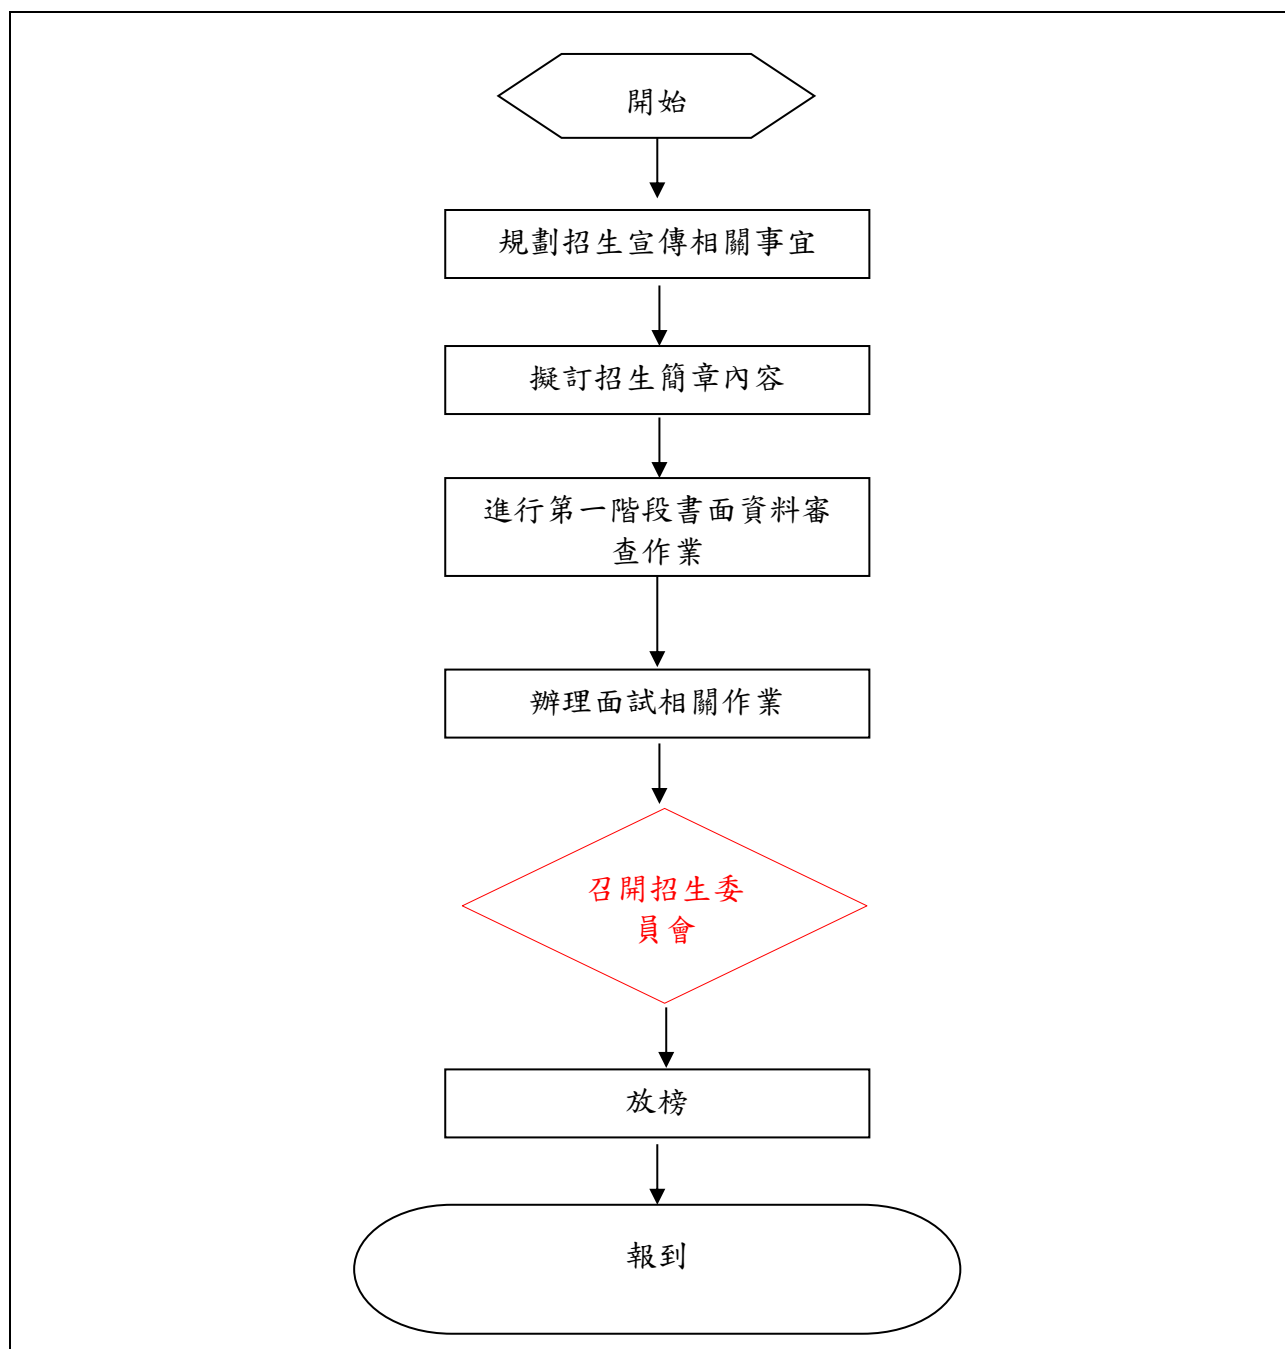 開始
規劃招生宣傳相關事宜
擬訂招生簡章內容
進行第一階段書面資料審
查作業
辦理面試相關作業
召開招生委
員會
放榜
報到